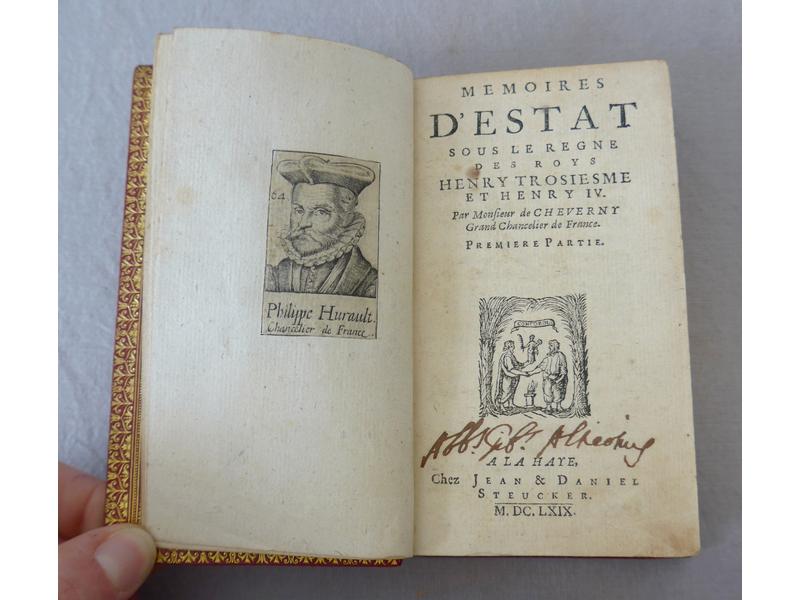 64.
Philippe Hurault.
Chancelier de France.
MEMOIRES
D'ESTAT
SOUS LE REGNE
DES ROYS
HENRY TROSIESME
ET HENRY IV.
Par Monsieur de CHEVERNY
Grand Chancelier de France.
PREMIERE PARTIE.
CONCORDIA
A LA HAYE,
Chez JEAN & DANIEL
STEUCKER.
M. DC. LXIX.